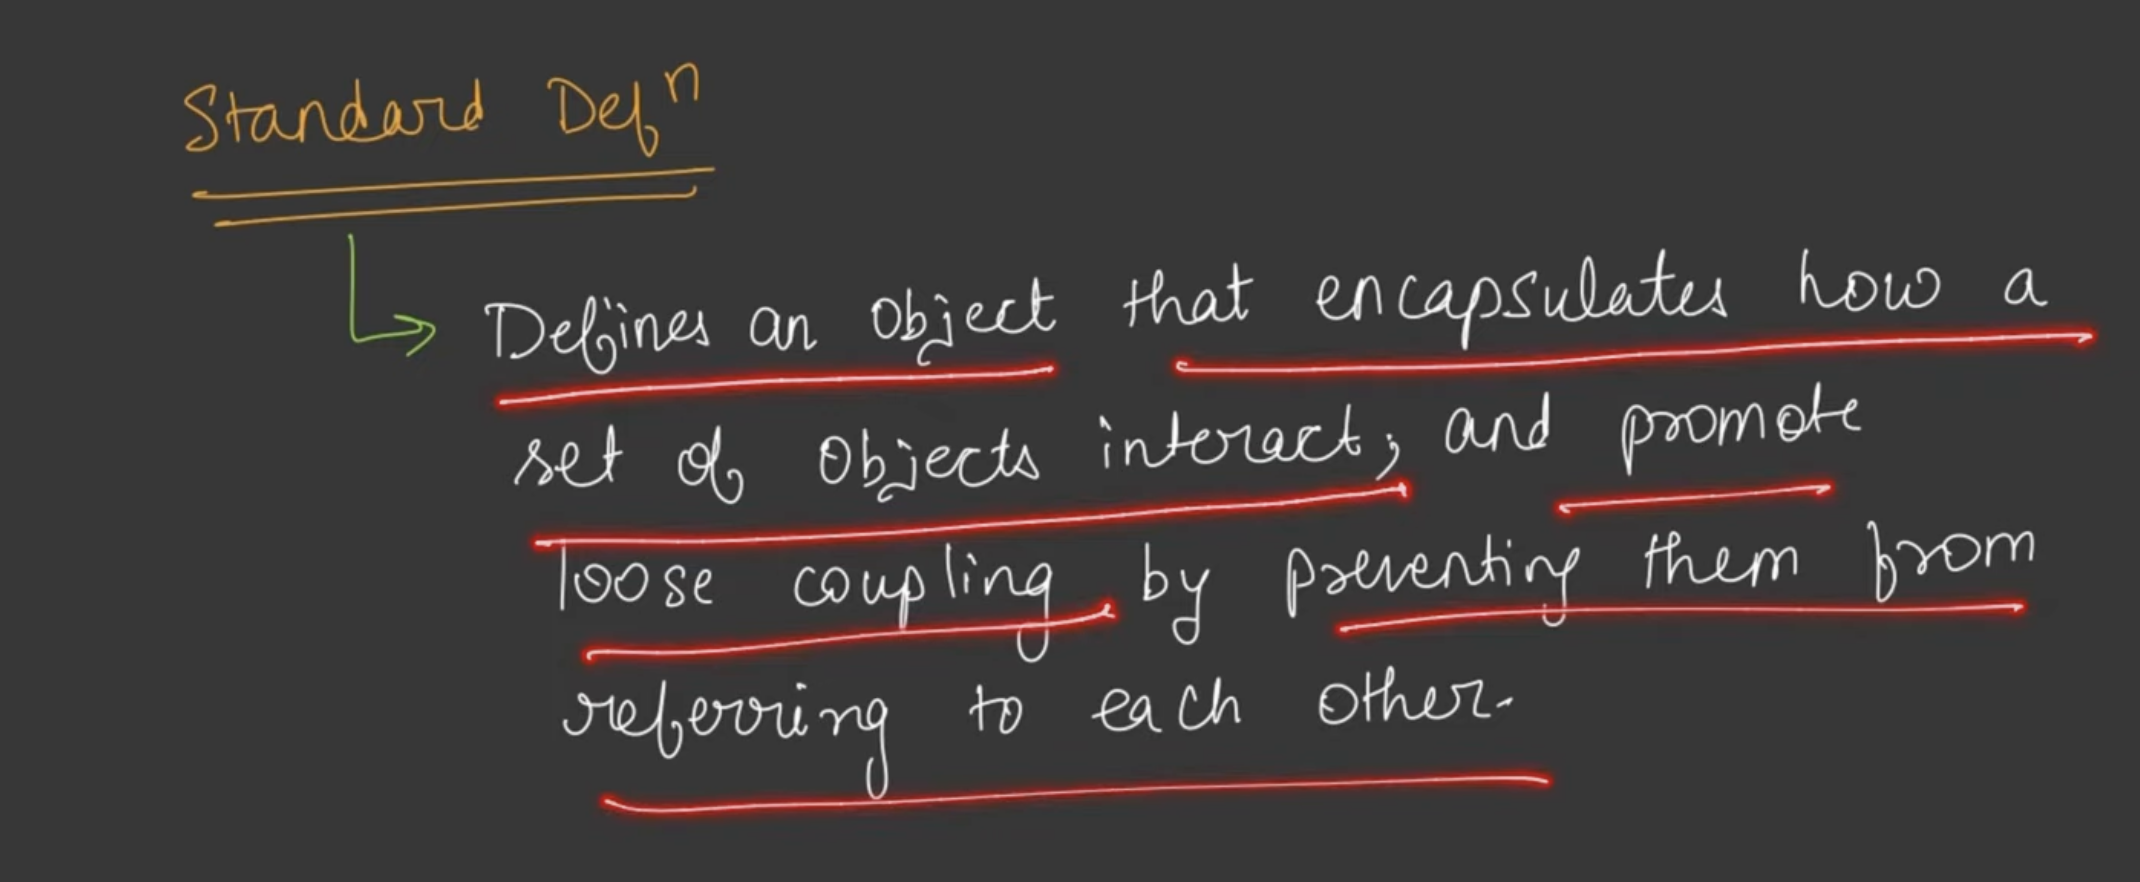 Standard Defⁿ
Defines an object that encapsulates how a
set of objects interact, and promote
loose coupling by preventing them from
referring to each other.